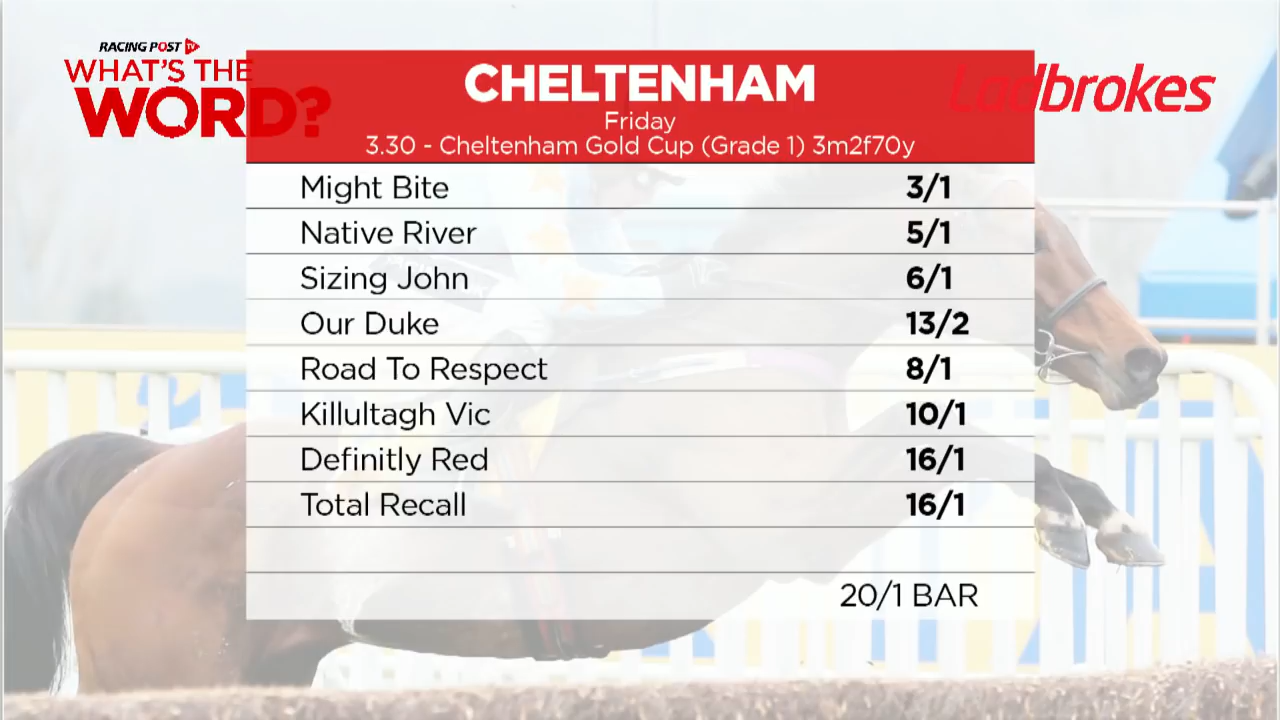 RACING POST TV
WHAT'S THE
WORD?
Ladbrokes
CHELTENHAM
Friday
3.30 - Cheltenham Gold Cup (Grade 1) 3m2f70y
Might Bite 3/1
Native River 5/1
Sizing John 6/1
Our Duke 13/2
Road To Respect 8/1
Killultagh Vic 10/1
Definitly Red 16/1
Total Recall 16/1
20/1 BAR